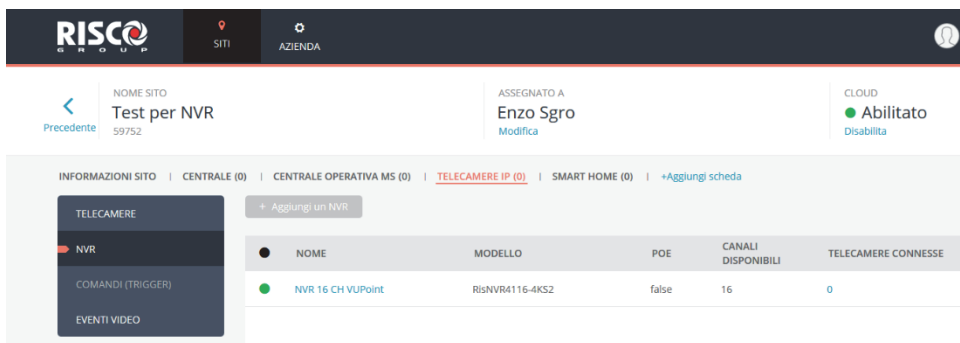 RISCO
GROUP
SITI
AZIENDA
Precedente
NOME SITO
Test per NVR
59752
ASSEGNATO A
Enzo Sgro
Modifica
CLOUD
Abilitato
Disabilita
INFORMAZIONI SITO | CENTRALE (0) | CENTRALE OPERATIVA MS (0) | TELECAMERE IP (0) | SMART HOME (0) | +Aggiungi scheda
TELECAMERE
NVR
COMANDI (TRIGGER)
EVENTI VIDEO
+ Aggiungi un NVR
NOME MODELLO POE CANALI DISPONIBILI TELECAMERE CONNESSE
NVR 16 CH VUPoint RisNVR4116-4KS2 false 16 0